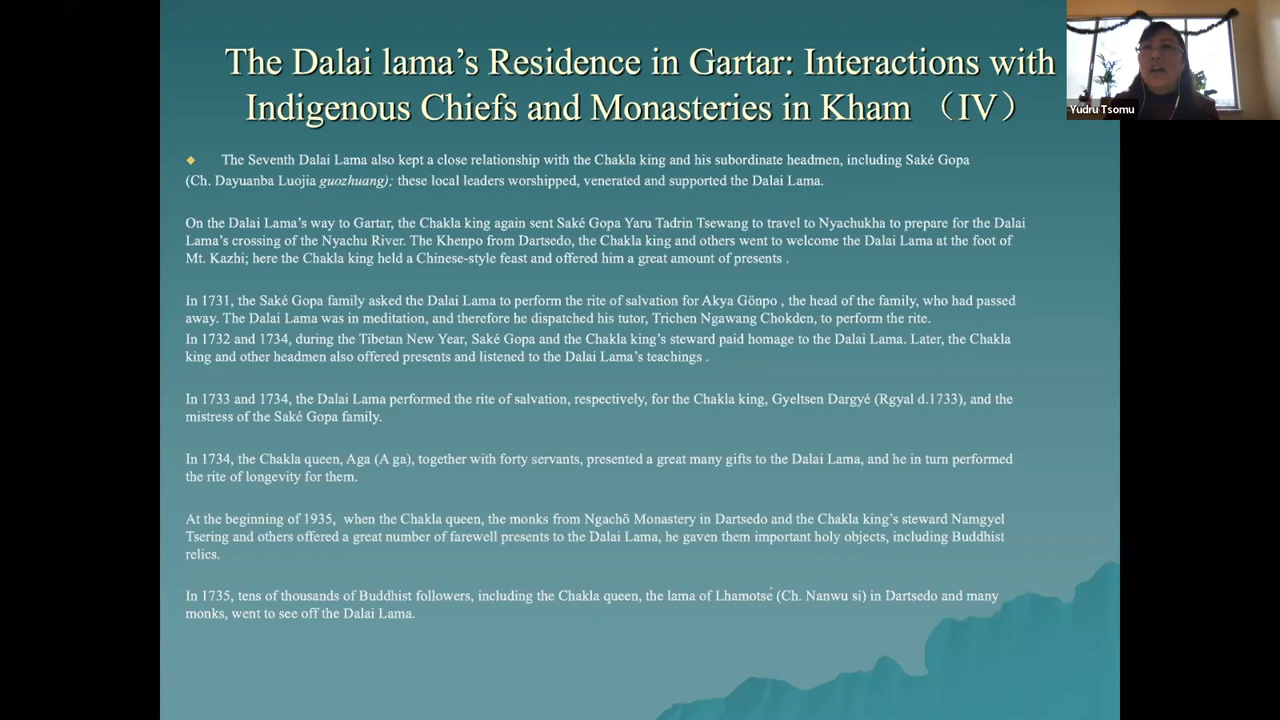 The Dalai lama's Residence in Gartar: Interactions with
Indigenous Chiefs and Monasteries in Kham （IV）
Yudru Tsomu
The Seventh Dalai Lama also kept a close relationship with the Chakla king and his subordinate headmen, including Saké Gopa
(Ch. Dayuanba Luojia guozhuang); these local leaders worshipped, venerated and supported the Dalai Lama.
On the Dalai Lama's way to Gartar, the Chakla king again sent Saké Gopa Yaru Tadrin Tsewang to travel to Nyachukha to prepare for the Dalai
Lama's crossing of the Nyachu River. The Khenpo from Dartsedo, the Chakla king and others went to welcome the Dalai Lama at the foot of
Mt. Kazhi; here the Chakla king held a Chinese-style feast and offered him a great amount of presents .
In 1731, the Saké Gopa family asked the Dalai Lama to perform the rite of salvation for Akya Gönpo , the head of the family, who had passed
away. The Dalai Lama was in meditation, and therefore he dispatched his tutor, Trichen Ngawang Chokden, to perform the rite.
In 1732 and 1734, during the Tibetan New Year, Saké Gopa and the Chakla king's steward paid homage to the Dalai Lama. Later, the Chakla
king and other headmen also offered presents and listened to the Dalai Lama's teachings .
In 1733 and 1734, the Dalai Lama performed the rite of salvation, respectively, for the Chakla king, Gyeltsen Dargyé (Rgyal d.1733), and the
mistress of the Saké Gopa family.
In 1734, the Chakla queen, Aga (A ga), together with forty servants, presented a great many gifts to the Dalai Lama, and he in turn performed
the rite of longevity for them.
At the beginning of 1935,  when the Chakla queen, the monks from Ngachö Monastery in Dartsedo and the Chakla king's steward Namgyel
Tsering and others offered a great number of farewell presents to the Dalai Lama, he gaven them important holy objects, including Buddhist
relics.
In 1735, tens of thousands of Buddhist followers, including the Chakla queen, the lama of Lhamotsé (Ch. Nanwu si) in Dartsedo and many
monks, went to see off the Dalai Lama.